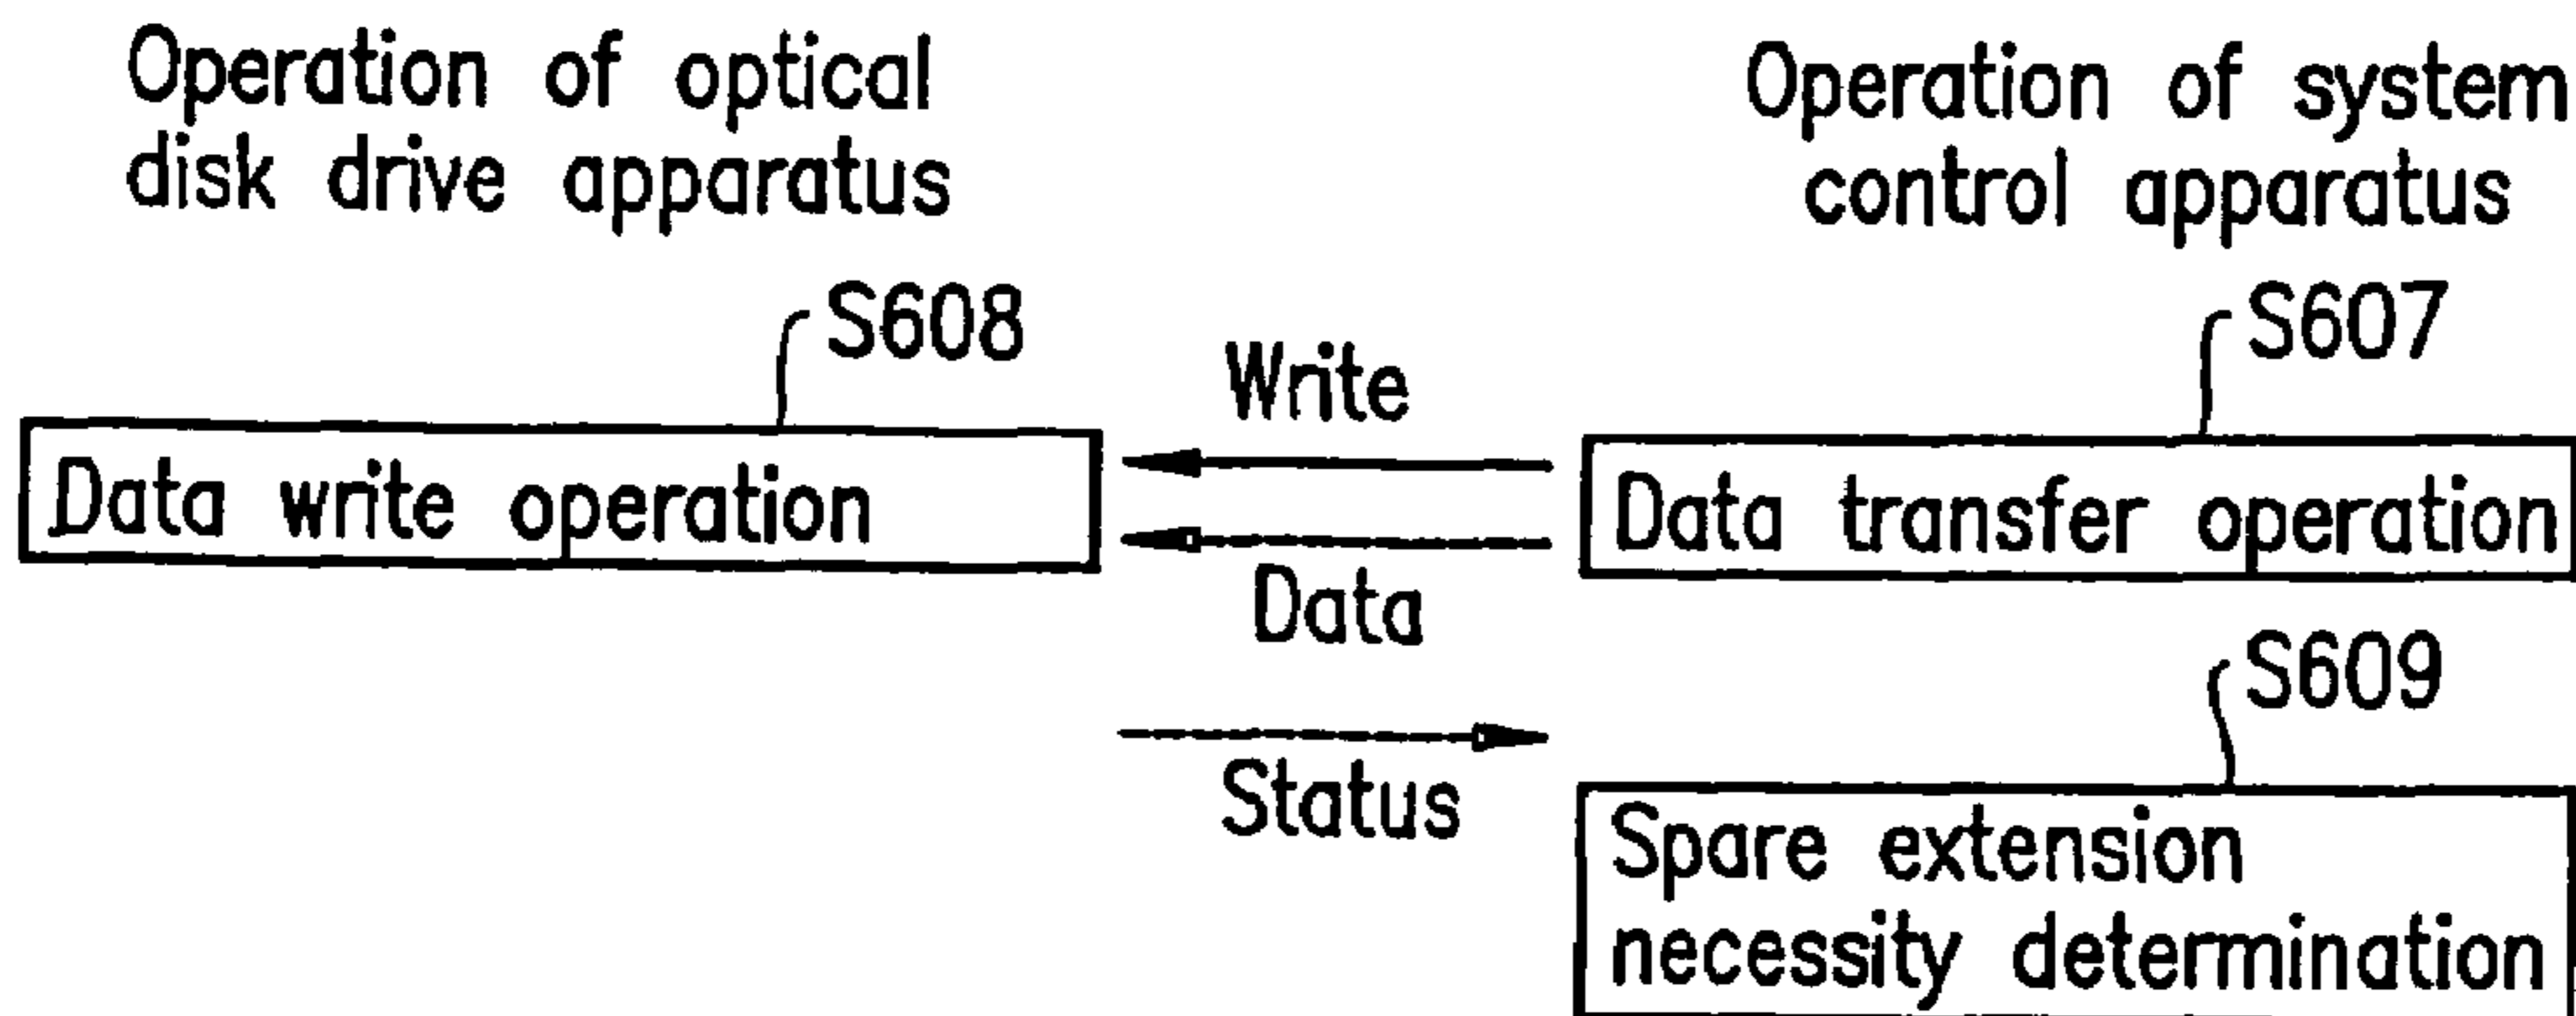 Operation of optical
disk drive apparatus
Operation of system
control apparatus
S608
S607
Write
Data write operation
Data transfer operation
Data
S609
Status
Spare extension
necessity determination